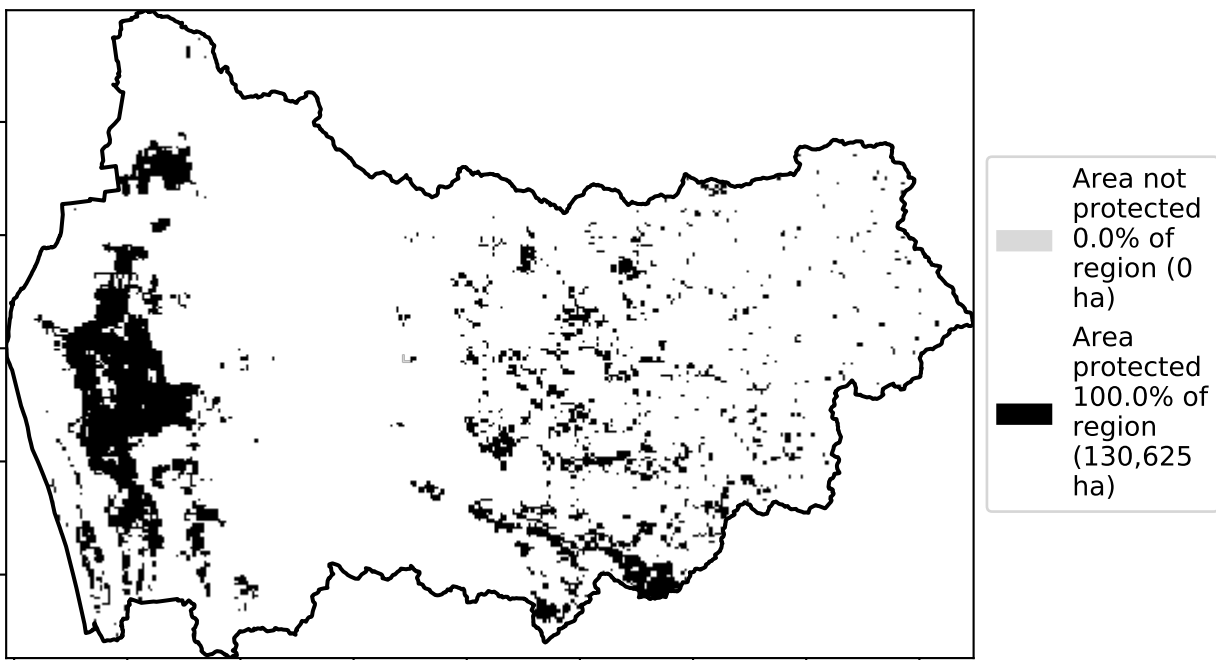 Area not
protected
0.0% of
region (0
ha)
Area
protected
100.0% of
region
(130,625
ha)